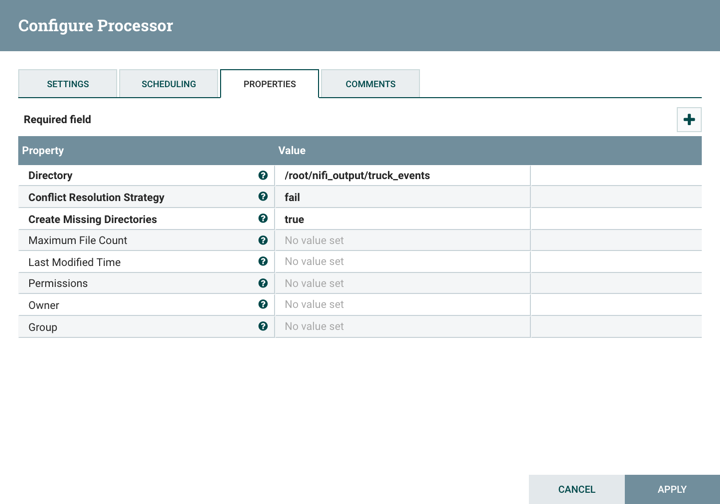 Configure Processor
SETTINGS SCHEDULING PROPERTIES COMMENTS
Required field
Property Value
Directory /root/nifi_output/truck_events
Conflict Resolution Strategy fail
Create Missing Directories true
Maximum File Count No value set
Last Modified Time No value set
Permissions No value set
Owner No value set
Group No value set
CANCEL APPLY